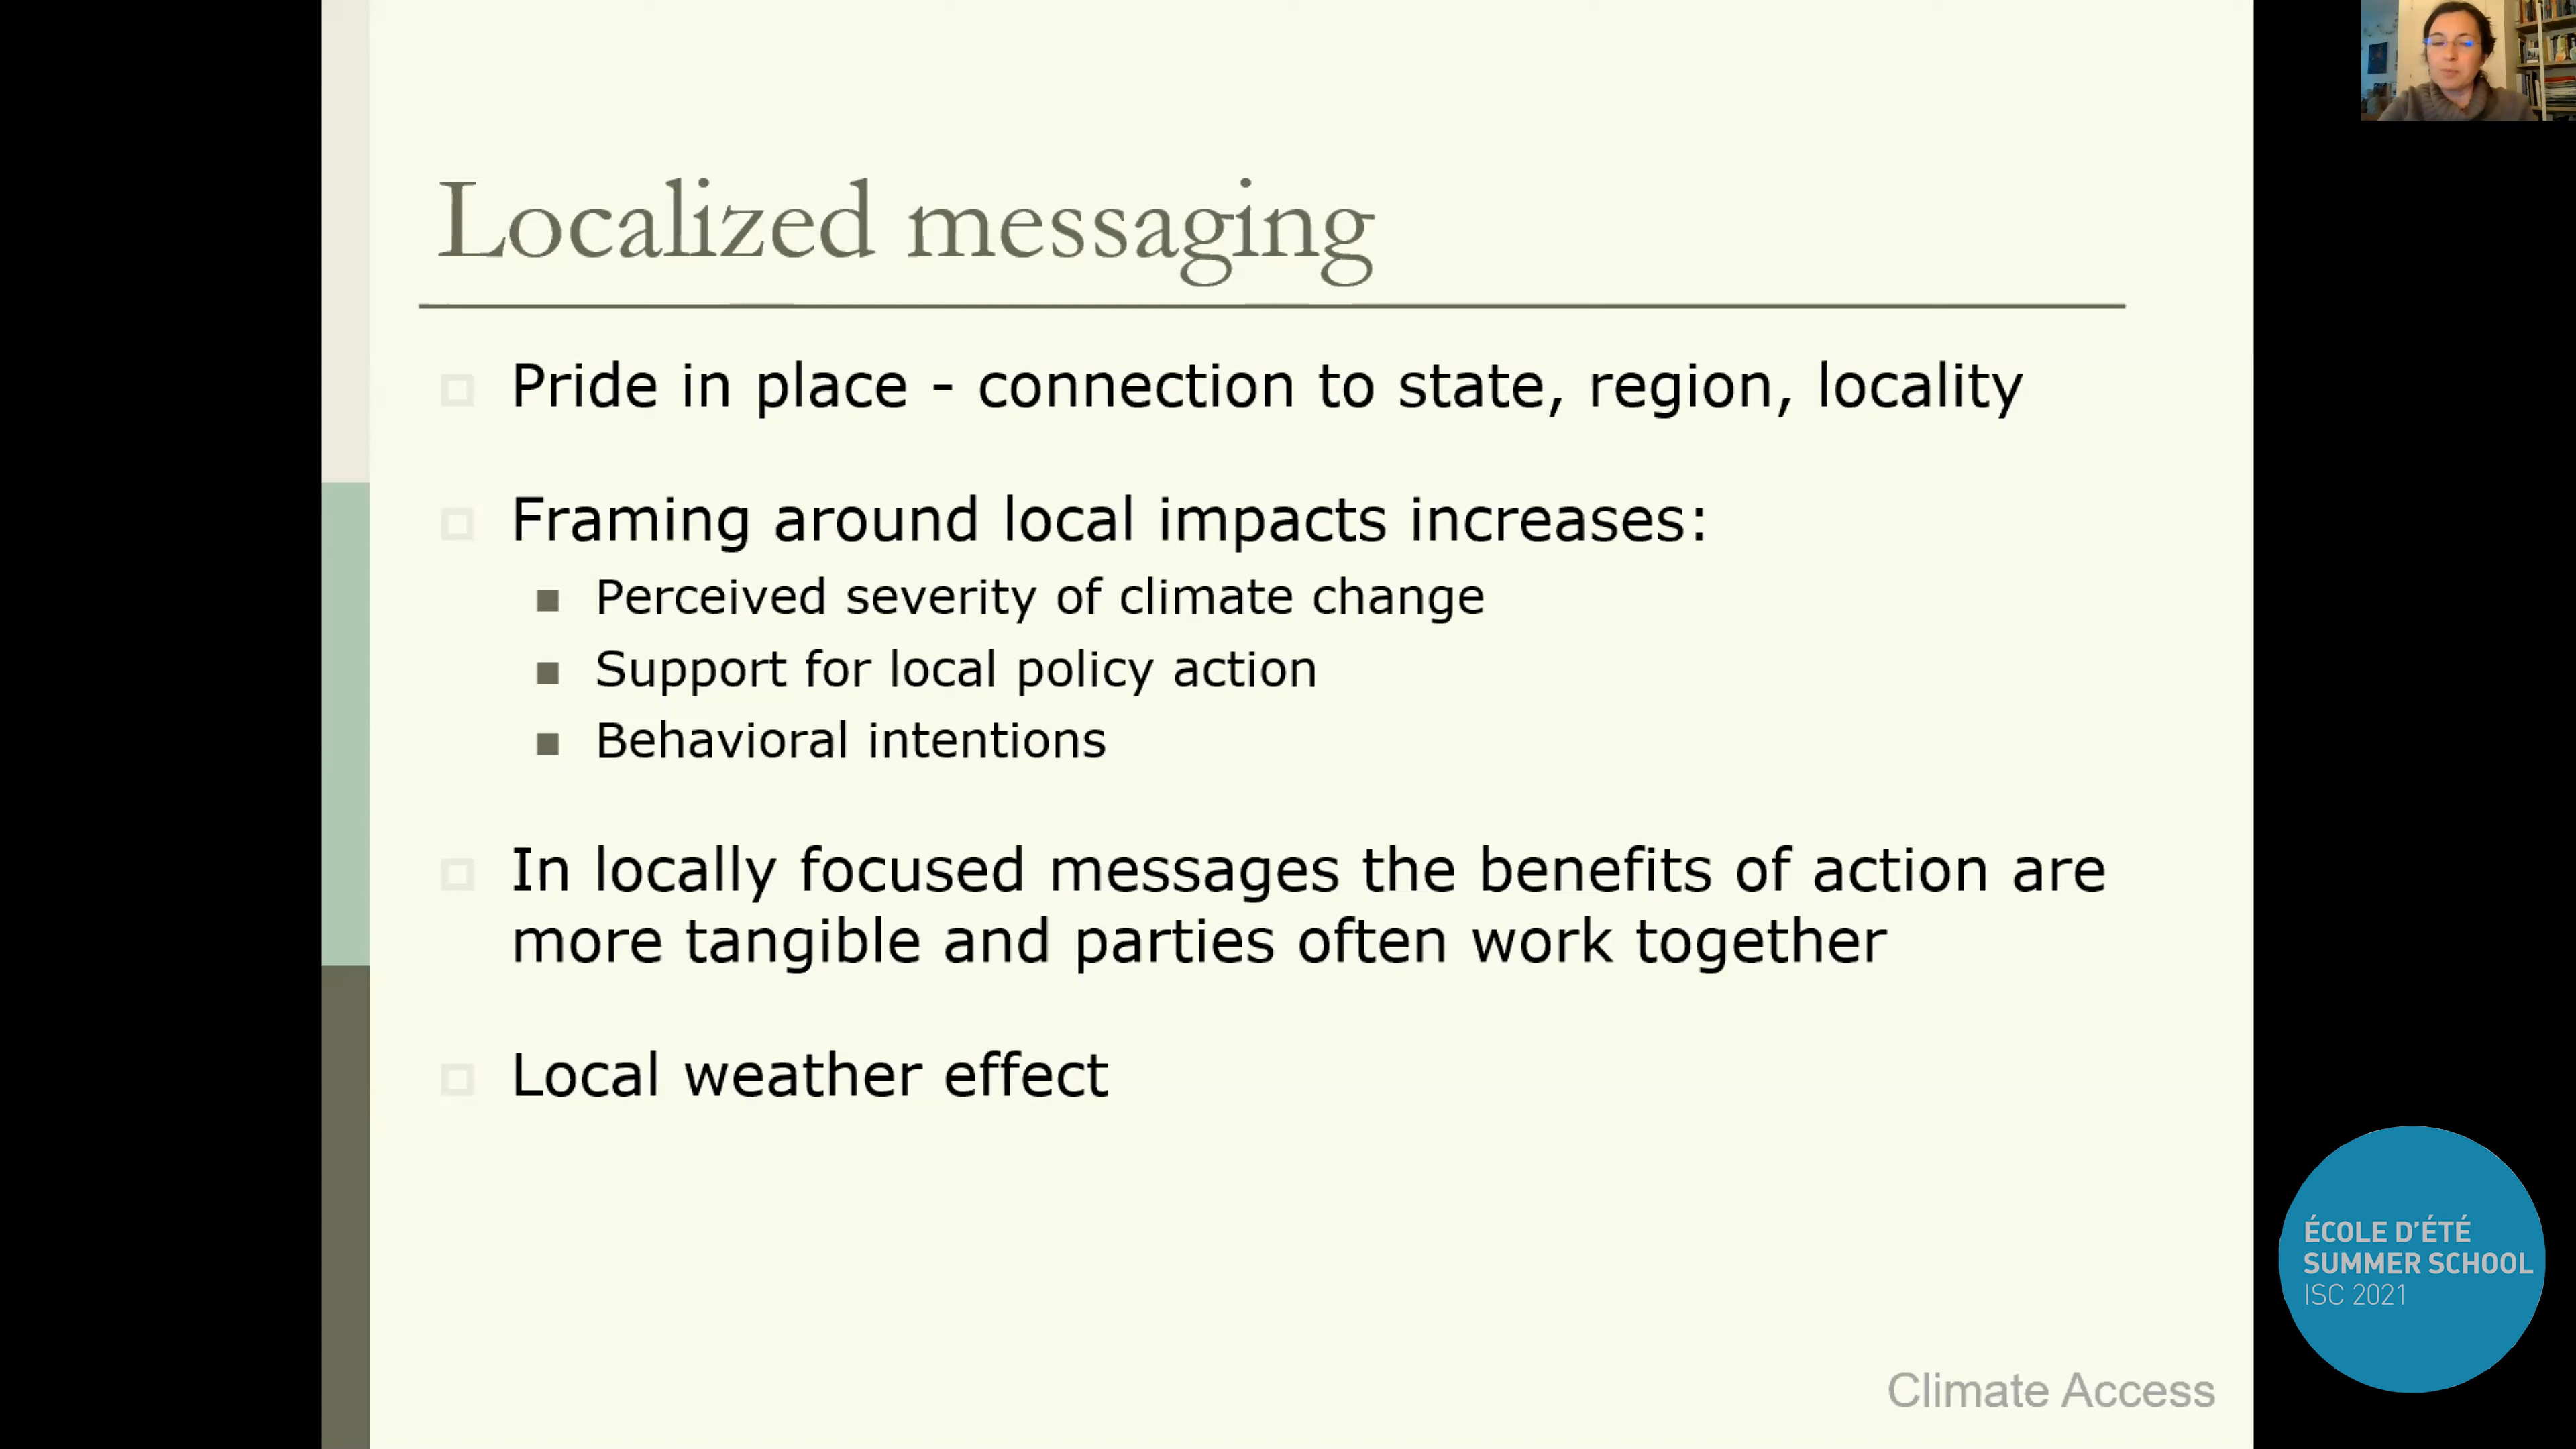 Localized messaging
Pride in place - connection to state, region, locality
Framing around local impacts increases:
Perceived severity of climate change
Support for local policy action
Behavioral intentions
In locally focused messages the benefits of action are
more tangible and parties often work together
Local weather effect
Climate Access
ÉCOLE D'ÉTÉ
SUMMER SCHOOL
ISC 2021